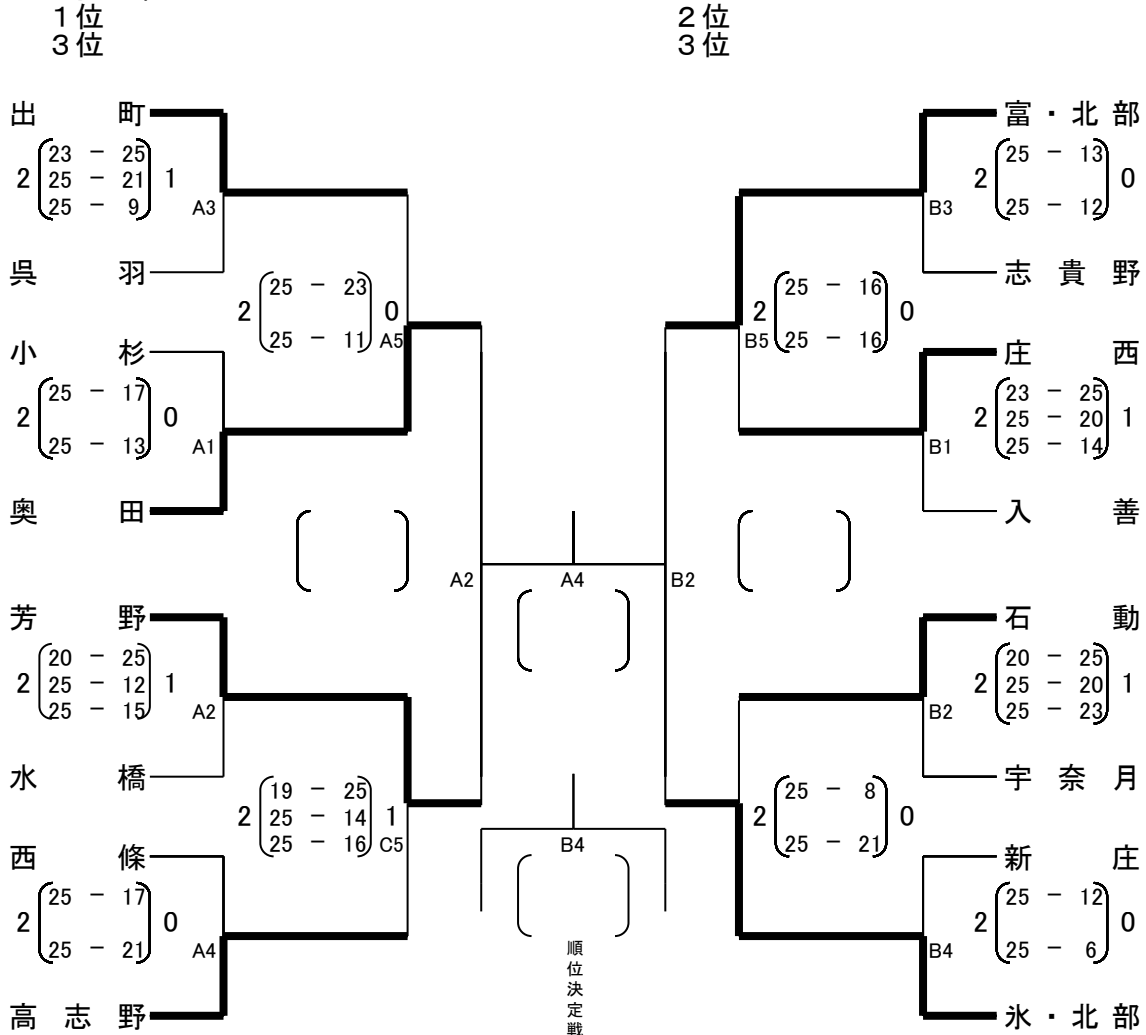 1位
3位
2位
3位
出町
2 23 － 25 1
25 － 21
25 － 9
A3
呉羽
2 25 － 23 0
25 － 11
A5
小杉
2 25 － 17 0
25 － 13
A1
奥田
芳野
2 20 － 25 1
25 － 12
25 － 15
A2
水橋
2 19 － 25 1
25 － 14
25 － 16
C5
西條
2 25 － 17 0
25 － 21
A4
高志野
A2
A4
B2
B4
順位決定戦
富・北部
2 25 － 13 0
25 － 12
B3
志貴野
2 25 － 16 0
25 － 16
B5
庄西
2 23 － 25 1
25 － 20
25 － 14
B1
入善
石動
2 20 － 25 1
25 － 20
25 － 23
B2
宇奈月
2 25 － 8 0
25 － 21
新庄
2 25 － 12 0
25 － 6
B4
氷・北部